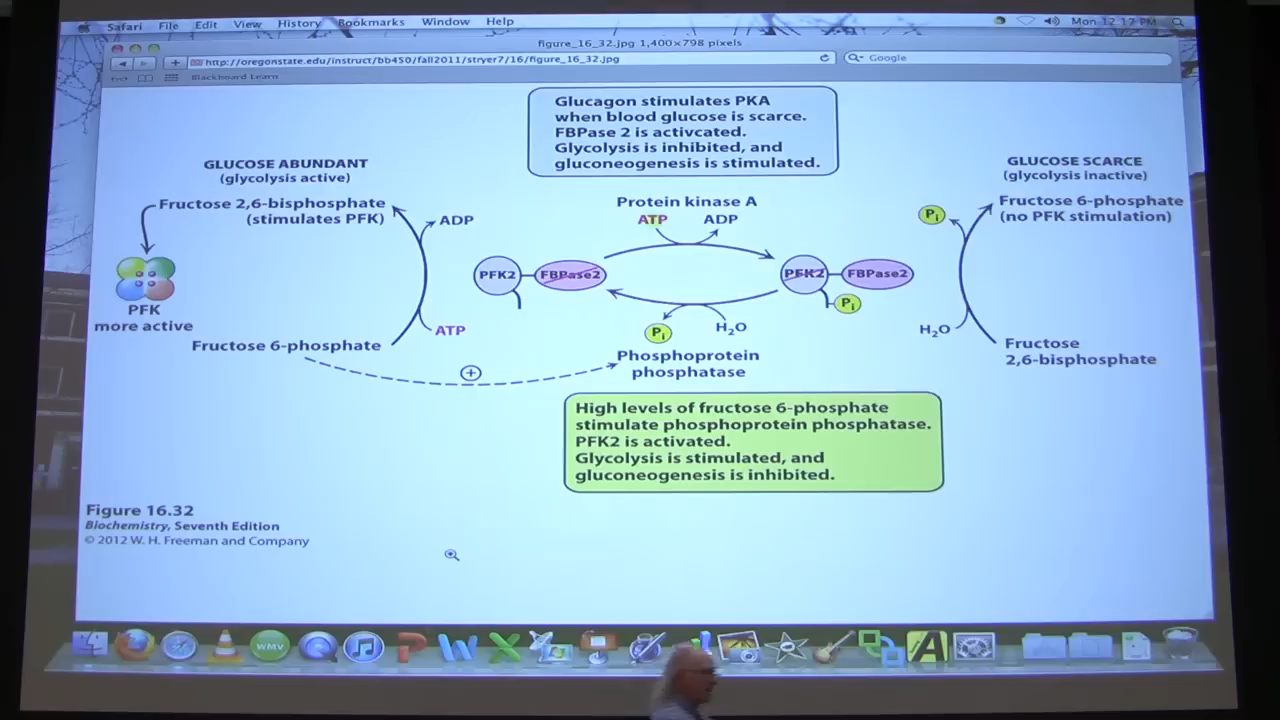 Safari File Edit View History Bookmarks Window Help
Mon 12:17 PM
figure_16_32.jpg 1,400×798 pixels
http://oregonstate.edu/instruct/bb450/fall2011/stryer7/16/figure_16_32.jpg
Google
Blackboard Learn
Glucagon stimulates PKA
when blood glucose is scarce.
FBPase 2 is activcated.
Glycolysis is inhibited, and
gluconeogenesis is stimulated.
GLUCOSE ABUNDANT
(glycolysis active)
GLUCOSE SCARCE
(glycolysis inactive)
Fructose 2,6-bisphosphate
(stimulates PFK)
ADP
Protein kinase A
ATP ADP
Pi
Fructose 6-phosphate
(no PFK stimulation)
PFK2 FBPase2
PFK2 FBPase2
Pi
PFK
more active
ATP
Pi
H2O
H2O
Fructose 6-phosphate
+
Phosphoprotein
phosphatase
Fructose
2,6-bisphosphate
High levels of fructose 6-phosphate
stimulate phosphoprotein phosphatase.
PFK2 is activated.
Glycolysis is stimulated, and
gluconeogenesis is inhibited.
Figure 16.32
Biochemistry, Seventh Edition
© 2012 W. H. Freeman and Company
WMV